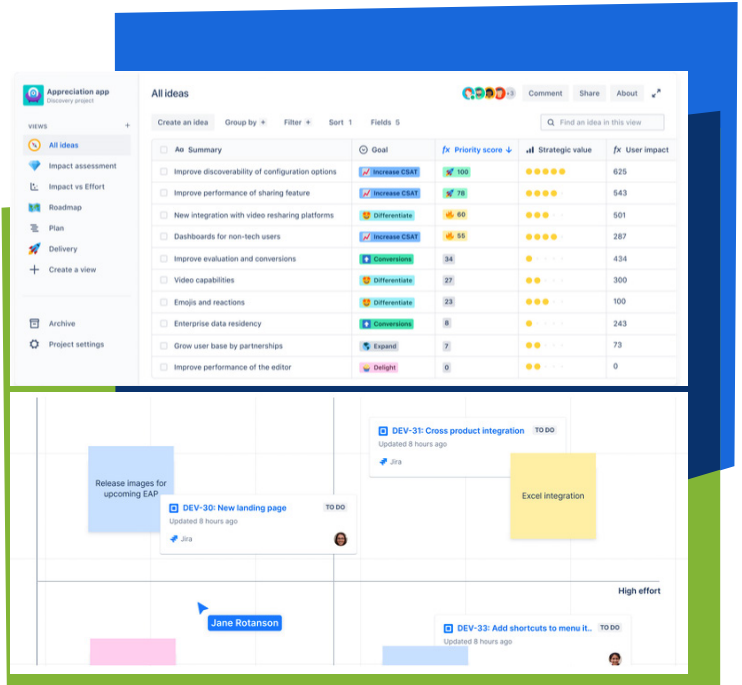 Appreciation app
Discovery project
VIEWS +
All ideas
Impact assessment
Impact vs Effort
Roadmap
Plan
Delivery
Create a view
Archive
Project settings
All ideas
+3 Comment Share About
Create an idea Group by + Filter + Sort 1 Fields 5 Find an idea in this view
Aa Summary Goal fx Priority score ↓ Strategic value fx User impact
Improve discoverability of configuration options Increase CSAT 100 625
Improve performance of sharing feature Increase CSAT 78 543
New integration with video resharing platforms Differentiate 60 501
Dashboards for non-tech users Increase CSAT 55 287
Improve evaluation and conversions Conversions 34 434
Video capabilities Differentiate 27 300
Emojis and reactions Differentiate 23 100
Enterprise data residency Conversions 8 243
Grow user base by partnerships Expand 7 73
Improve performance of the editor Delight 0 0
DEV-31: Cross product integration TO DO
Updated 8 hours ago
Jira
Release images for
upcoming EAP
Excel integration
DEV-30: New landing page TO DO
Updated 8 hours ago
Jira
High effort
Jane Rotanson
DEV-33: Add shortcuts to menu it.. TO DO
Updated 8 hours ago